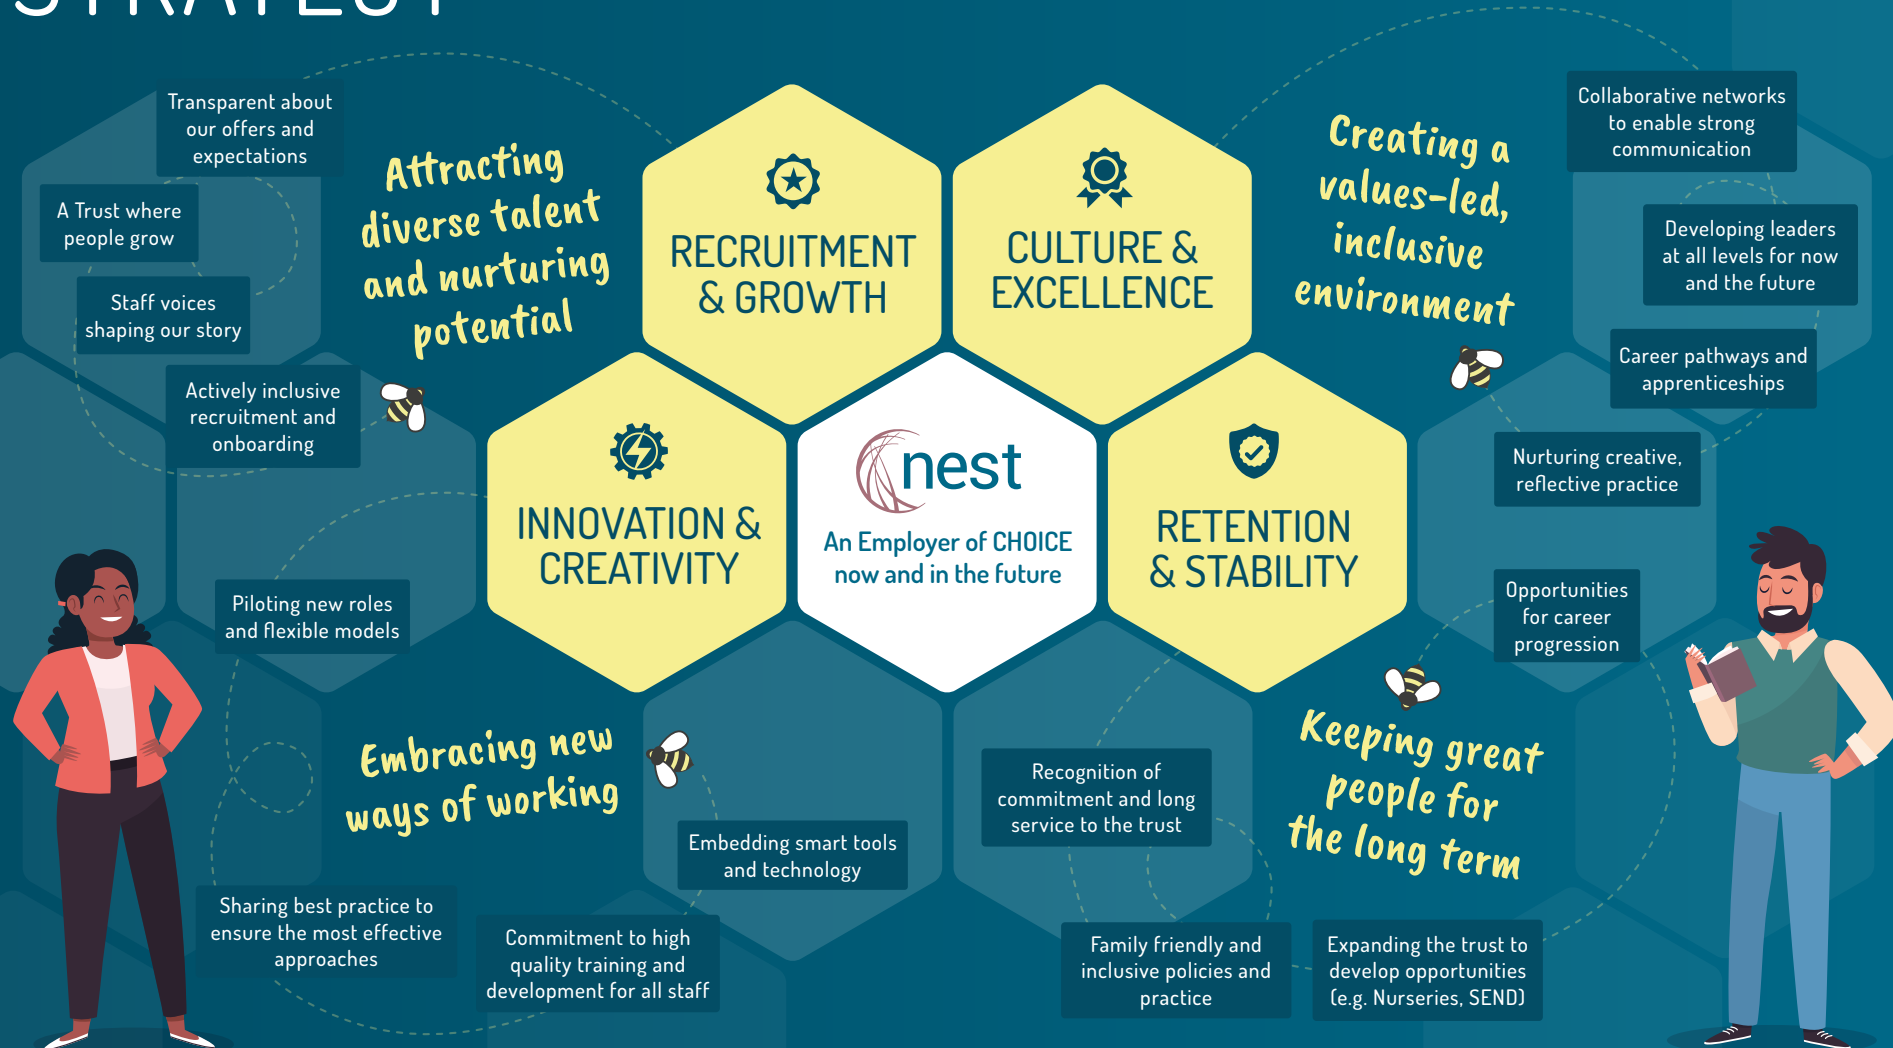 STRATEGY
Transparent about
our offers and
expectations
A Trust where
people grow
Staff voices
shaping our story
Actively inclusive
recruitment and
onboarding
Attracting
diverse talent
and nurturing
potential
RECRUITMENT
& GROWTH
CULTURE &
EXCELLENCE
Creating a
values-led,
inclusive
environment
Collaborative networks
to enable strong
communication
Developing leaders
at all levels for now
and the future
Career pathways and
apprenticeships
Nurturing creative,
reflective practice
INNOVATION &
CREATIVITY
nest
An Employer of CHOICE
now and in the future
RETENTION
& STABILITY
Opportunities
for career
progression
Piloting new roles
and flexible models
Embracing new
ways of working
Embedding smart tools
and technology
Sharing best practice to
ensure the most effective
approaches
Commitment to high
quality training and
development for all staff
Recognition of
commitment and long
service to the trust
Keeping great
people for
the long term
Family friendly and
inclusive policies and
practice
Expanding the trust to
develop opportunities
(e.g. Nurseries, SEND)